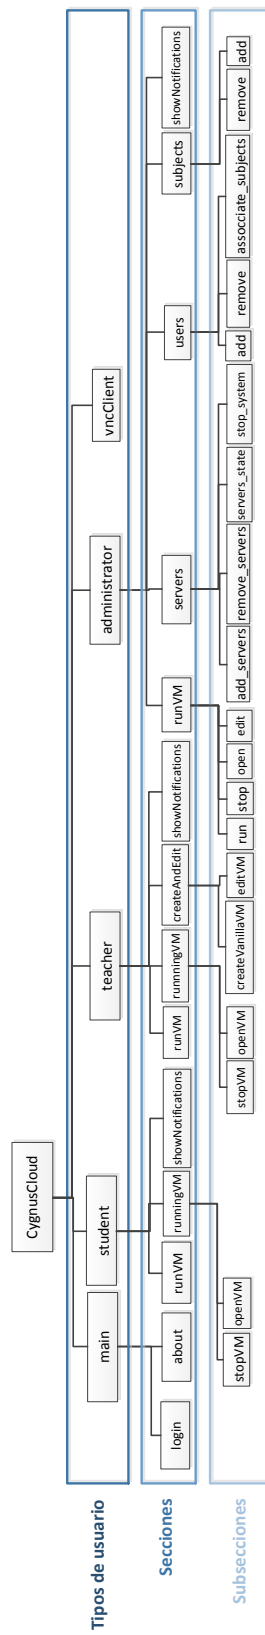 CygnusCloud
Tipos de usuario
main
student
teacher
administrator
vncClient
Secciones
login
about
runVM
runningVM
showNotifications
runVM
runnningVM
createAndEdit
showNotifications
runVM
servers
users
subjects
showNotifications
Subsecciones
stopVM
openVM
stopVM
openVM
createVanillaVM
editVM
run
stop
open
edit
add_servers
remove_servers
servers_state
stop_system
add
remove
assocciate_subjects
remove
add